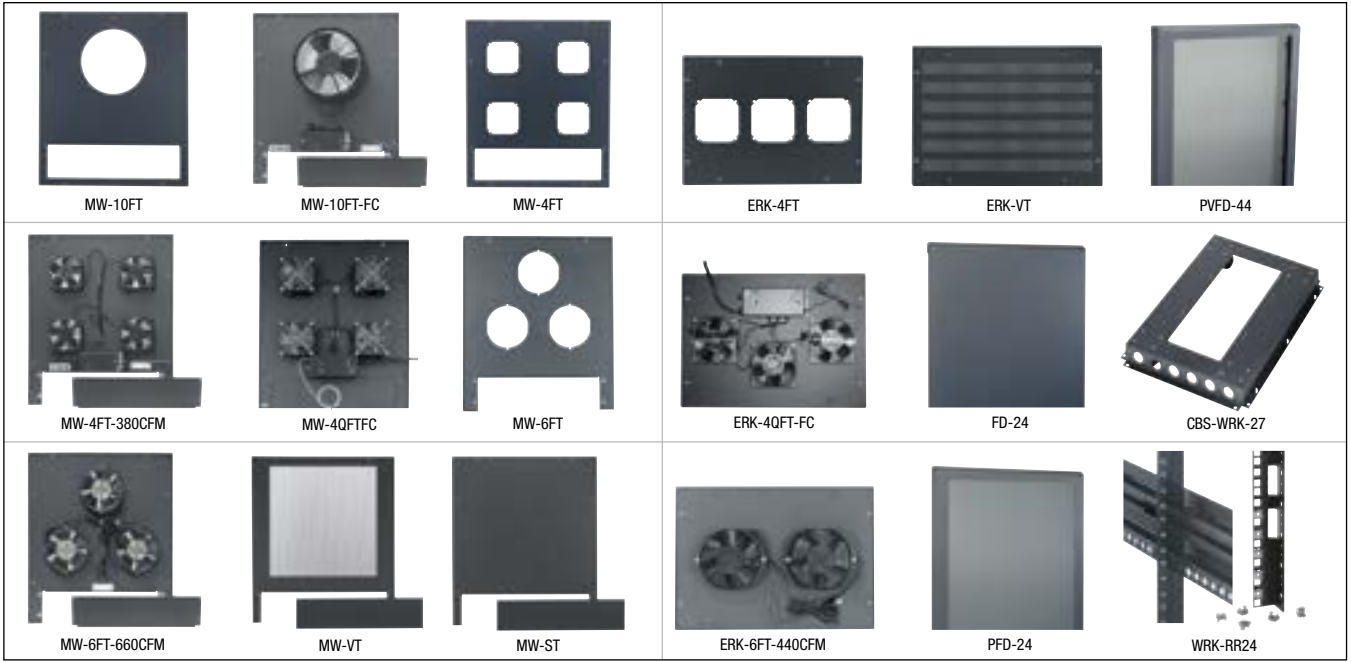 MW-10FT
MW-10FT-FC
MW-4FT
ERK-4FT
ERK-VT
PVFD-44
MW-4FT-380CFM
MW-4QFTFC
MW-6FT
ERK-4QFT-FC
FD-24
CBS-WRK-27
MW-6FT-660CFM
MW-VT
MW-ST
ERK-6FT-440CFM
PFD-24
WRK-RR24